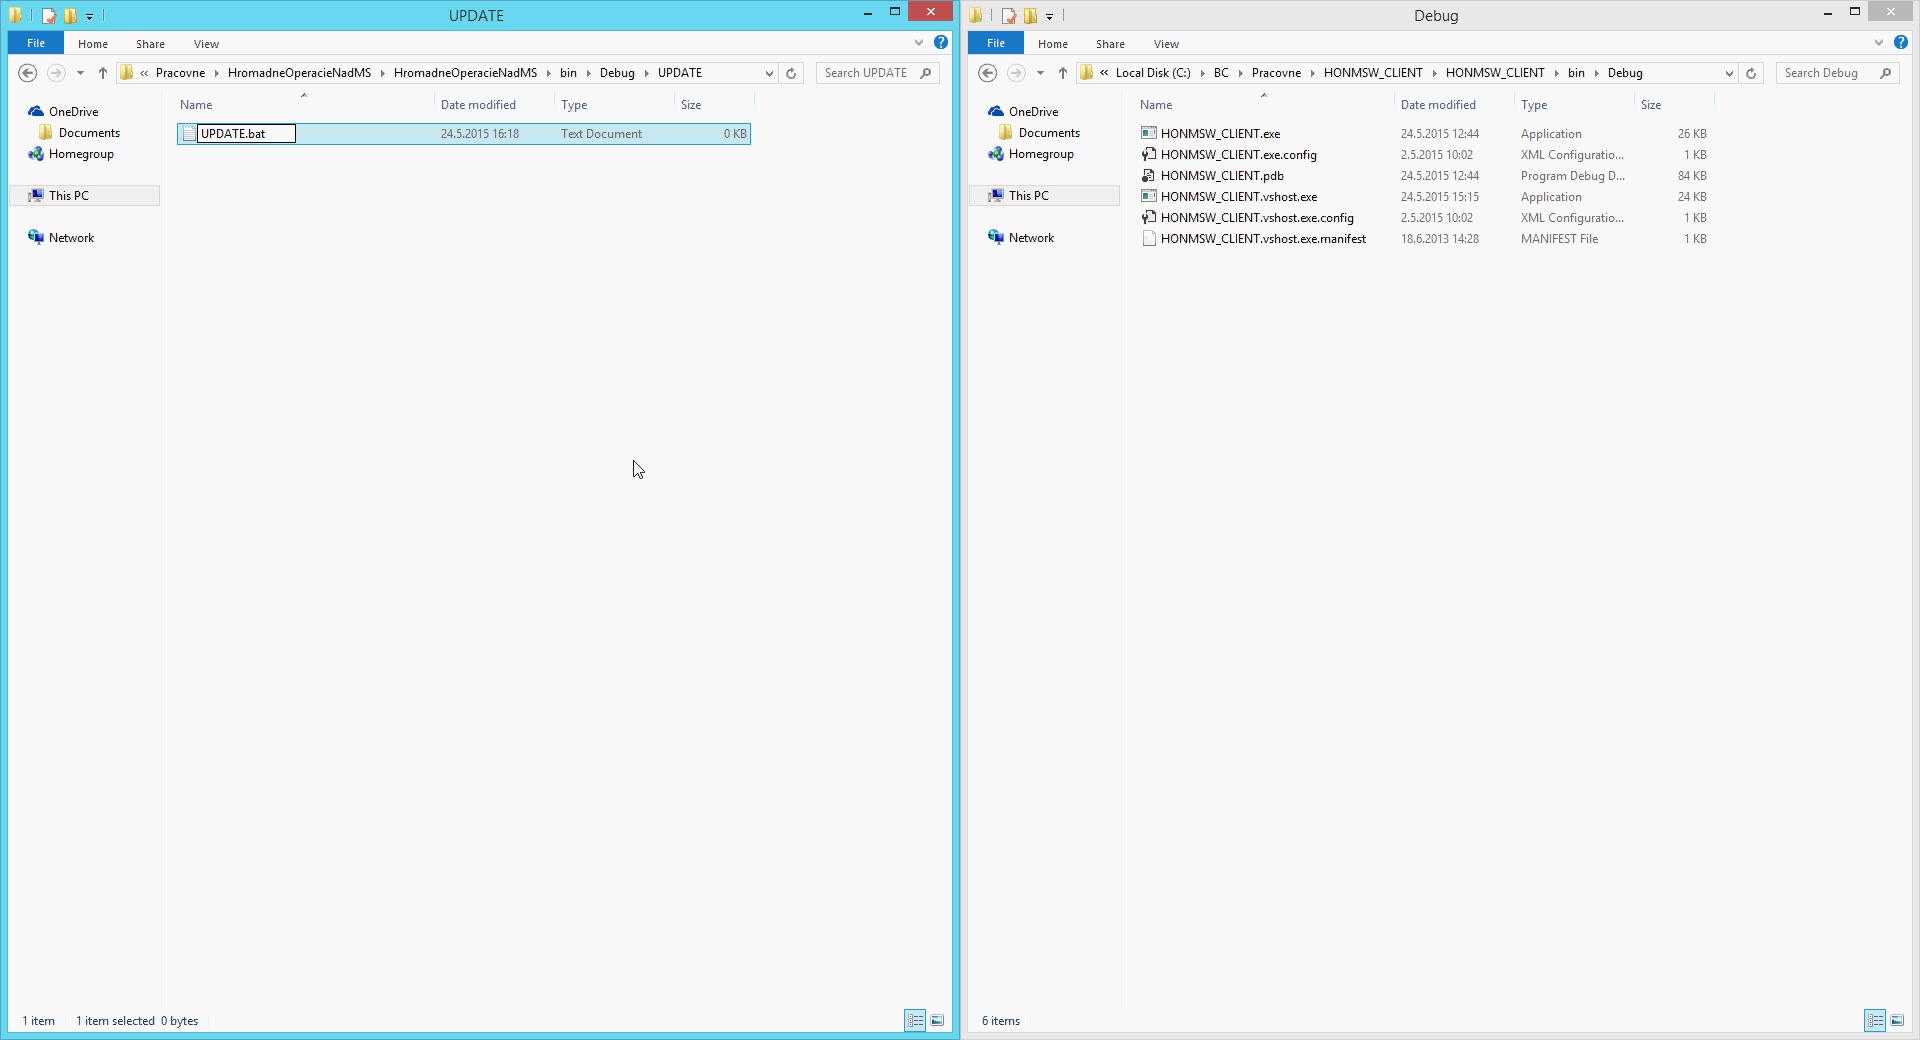 UPDATE
File Home Share View
« Pracovne HromadneOperacieNadMS HromadneOperacieNadMS bin Debug UPDATE Search UPDATE
Name Date modified Type Size
UPDATE.bat 24.5.2015 16:18 Text Document 0 KB
OneDrive
Documents
Homegroup
This PC
Network
1 item 1 item selected 0 bytes
Debug
File Home Share View
« Local Disk (C:) BC Pracovne HONMSW_CLIENT HONMSW_CLIENT bin Debug Search Debug
OneDrive
Documents
Homegroup
This PC
Network
Name Date modified Type Size
HONMSW_CLIENT.exe 24.5.2015 12:44 Application 26 KB
HONMSW_CLIENT.exe.config 2.5.2015 10:02 XML Configuratio... 1 KB
HONMSW_CLIENT.pdb 24.5.2015 12:44 Program Debug D... 84 KB
HONMSW_CLIENT.vshost.exe 24.5.2015 15:15 Application 24 KB
HONMSW_CLIENT.vshost.exe.config 2.5.2015 10:02 XML Configuratio... 1 KB
HONMSW_CLIENT.vshost.exe.manifest 18.6.2013 14:28 MANIFEST File 1 KB
6 items